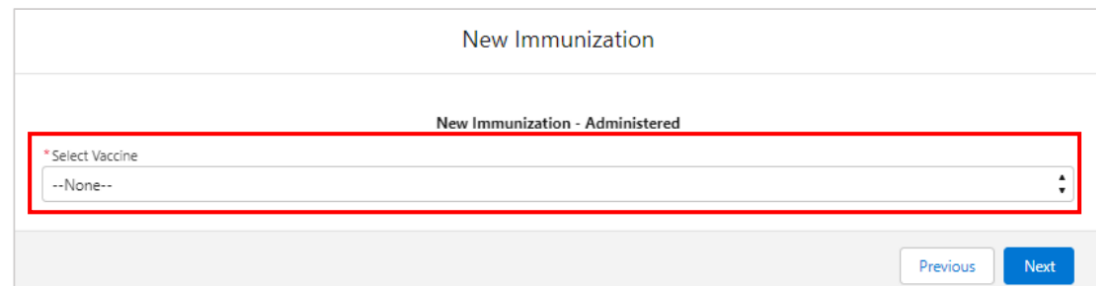 New Immunization
New Immunization - Administered
*Select Vaccine
--None--
Previous Next